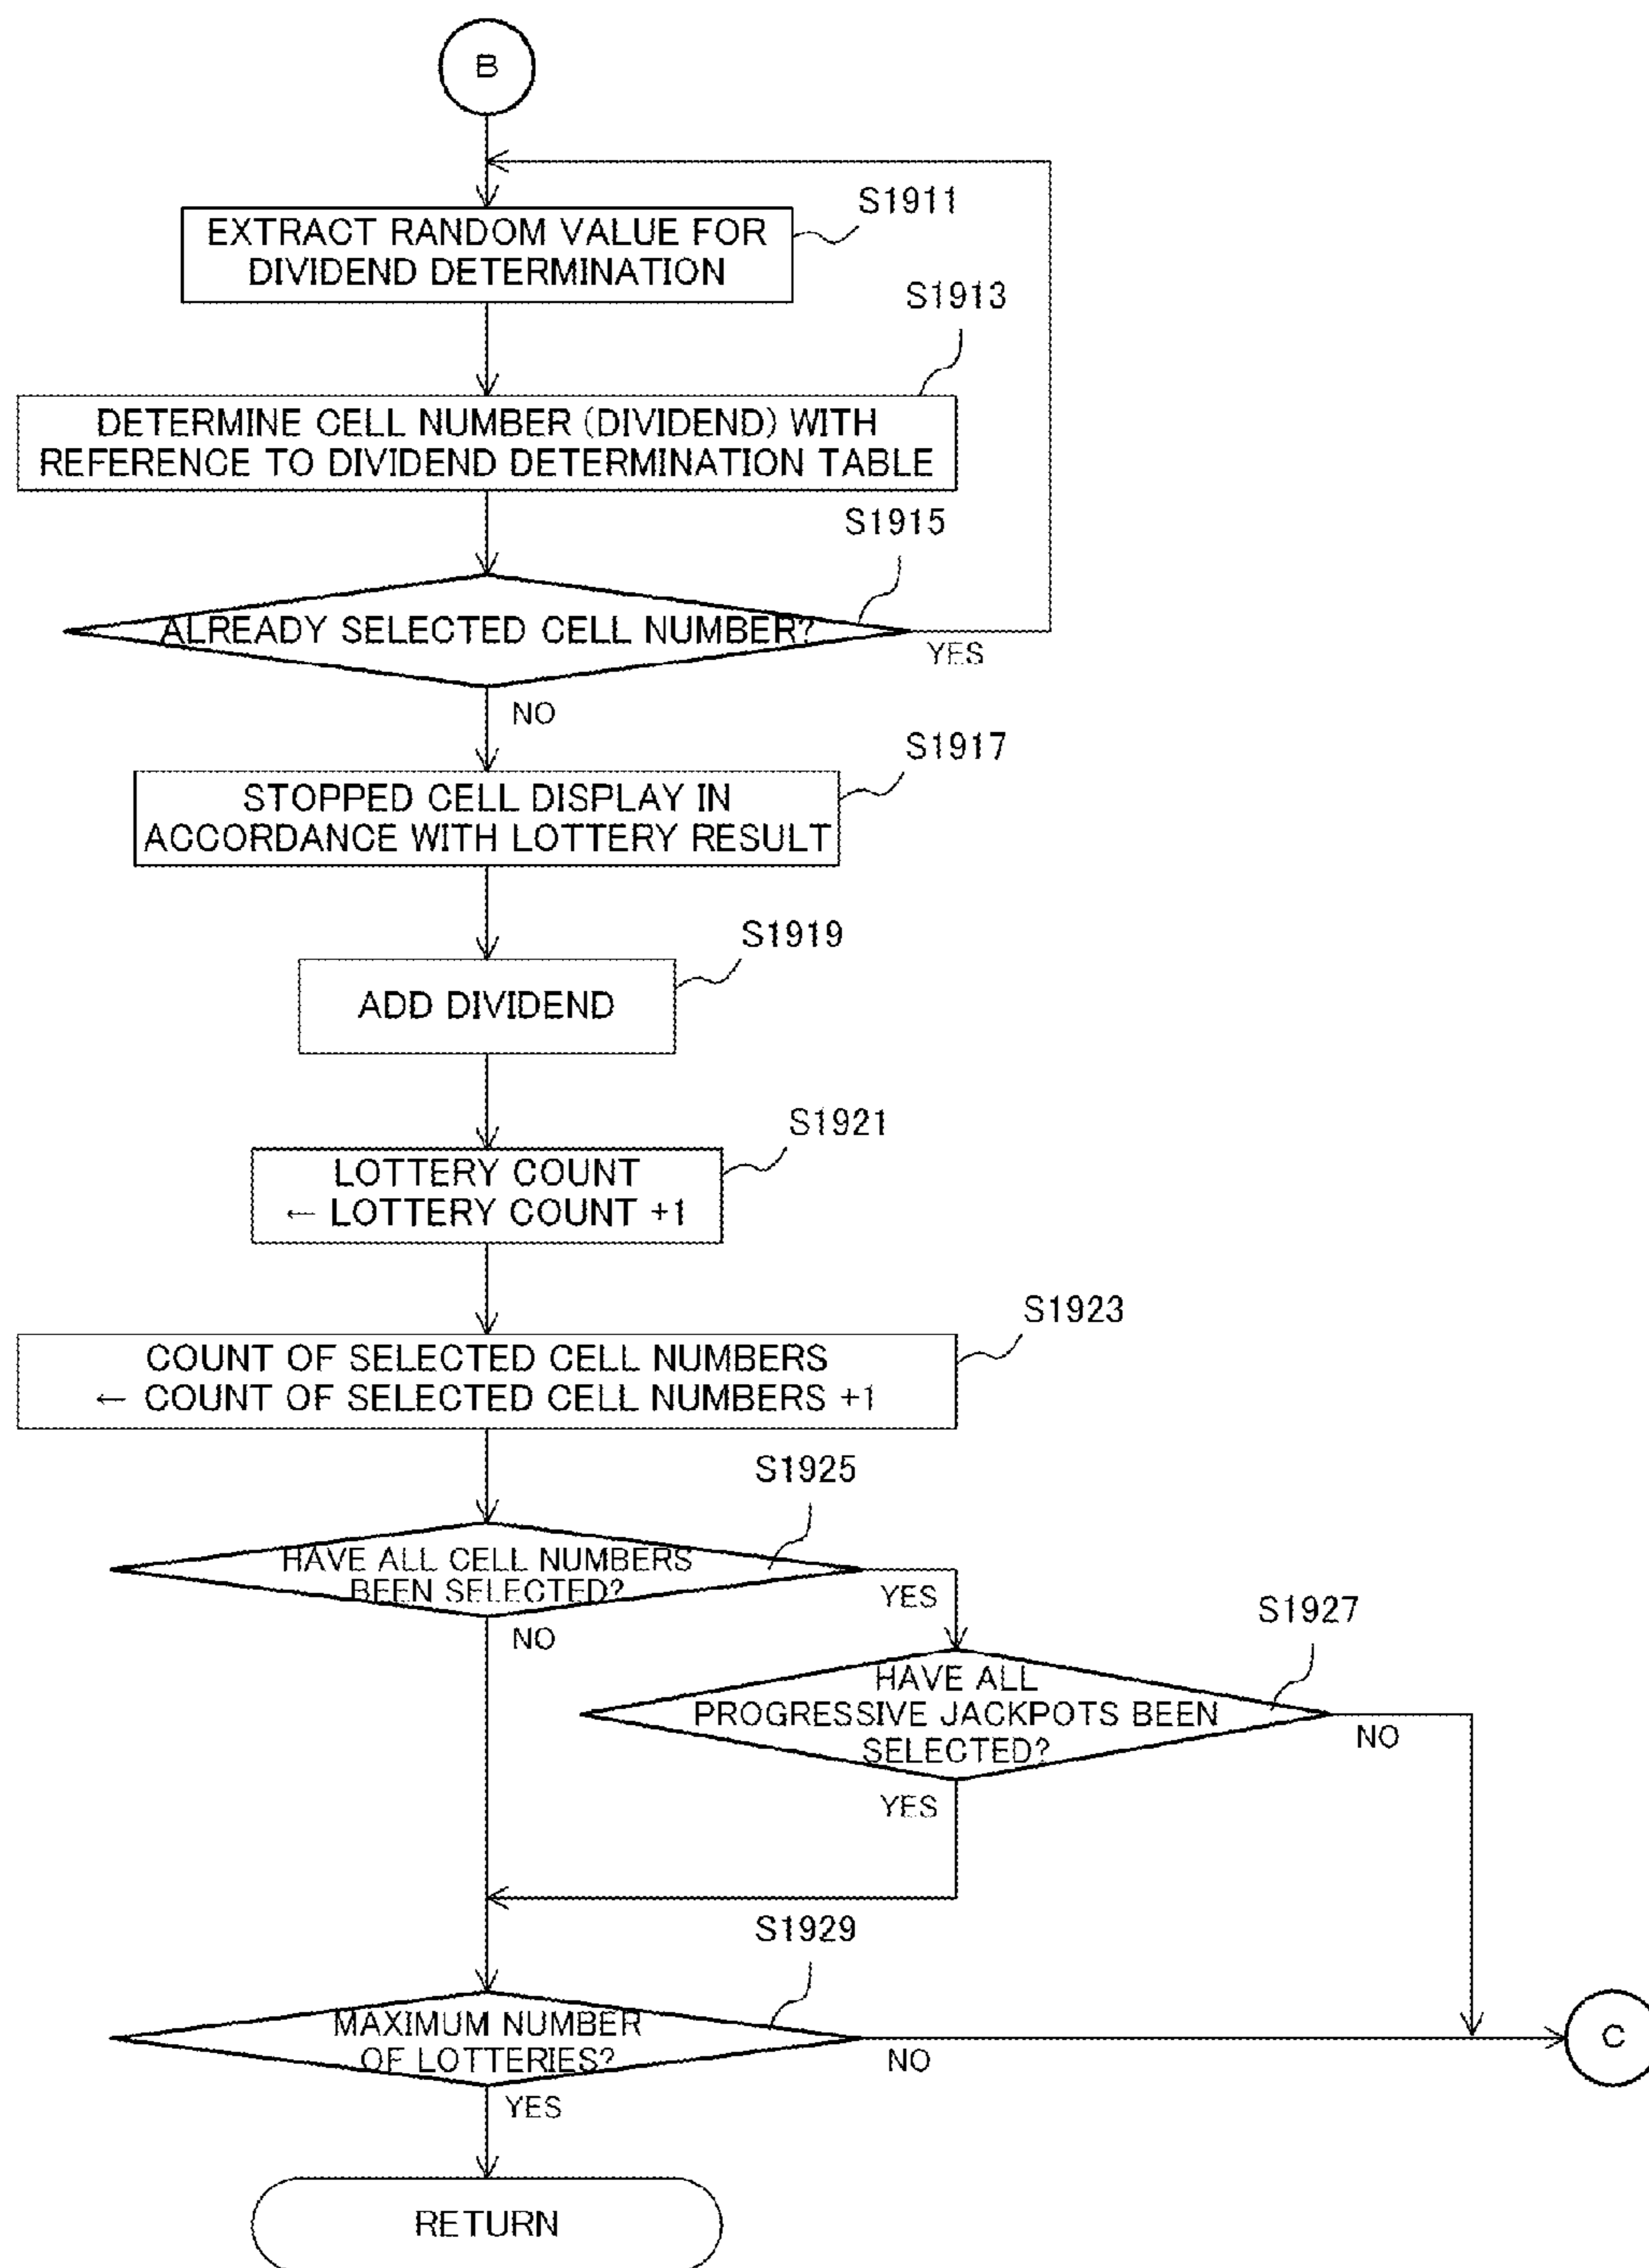 B
S1911
EXTRACT RANDOM VALUE FOR
DIVIDEND DETERMINATION
S1913
DETERMINE CELL NUMBER (DIVIDEND) WITH
REFERENCE TO DIVIDEND DETERMINATION TABLE
S1915
ALREADY SELECTED CELL NUMBER?
YES
NO
S1917
STOPPED CELL DISPLAY IN
ACCORDANCE WITH LOTTERY RESULT
S1919
ADD DIVIDEND
S1921
LOTTERY COUNT
← LOTTERY COUNT +1
S1923
COUNT OF SELECTED CELL NUMBERS
← COUNT OF SELECTED CELL NUMBERS +1
S1925
HAVE ALL CELL NUMBERS
BEEN SELECTED?
YES
NO
S1927
HAVE ALL
PROGRESSIVE JACKPOTS BEEN
SELECTED?
NO
YES
S1929
MAXIMUM NUMBER
OF LOTTERIES?
NO
C
YES
RETURN